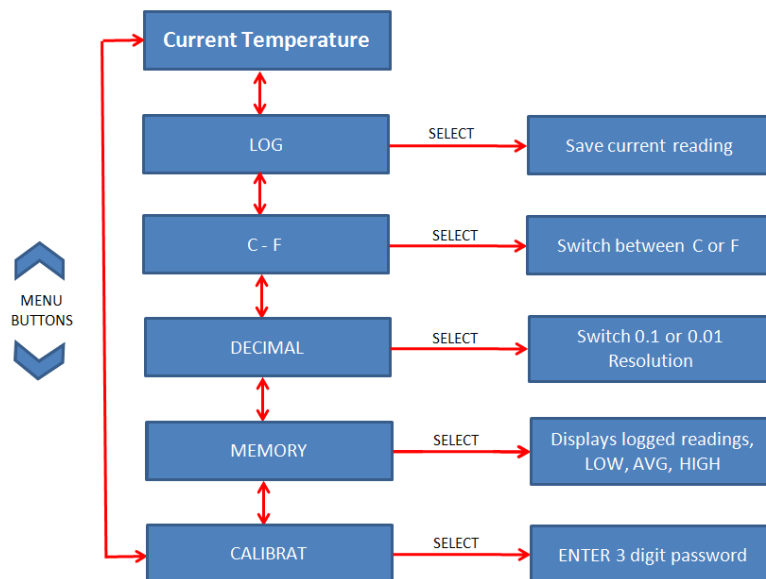 Current Temperature
LOG
SELECT
Save current reading
C - F
SELECT
Switch between C or F
MENU
BUTTONS
DECIMAL
SELECT
Switch 0.1 or 0.01
Resolution
MEMORY
SELECT
Displays logged readings,
LOW, AVG, HIGH
CALIBRAT
SELECT
ENTER 3 digit password